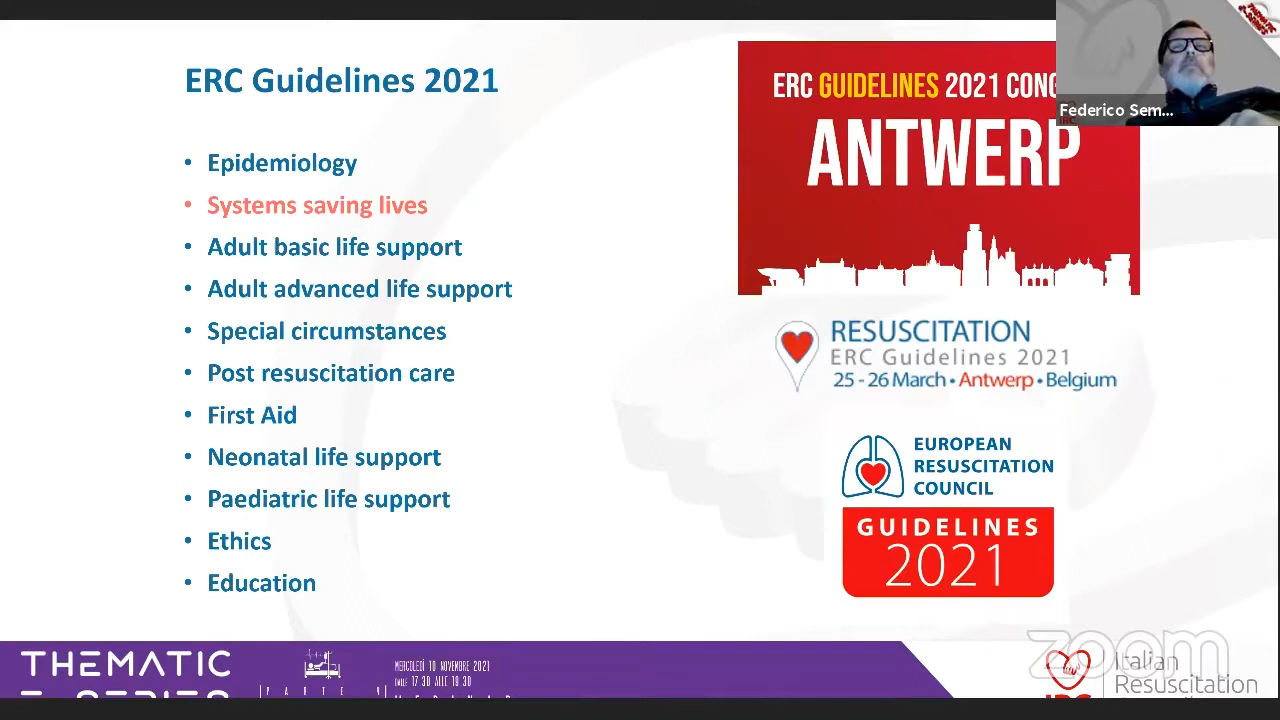 ERC Guidelines 2021
• Epidemiology
• Systems saving lives
• Adult basic life support
• Adult advanced life support
• Special circumstances
• Post resuscitation care
• First Aid
• Neonatal life support
• Paediatric life support
• Ethics
• Education
ERC GUIDELINES 2021 CONG
ANTWERP
Federico Sem...
RESUSCITATION
ERC Guidelines 2021
25 - 26 March • Antwerp • Belgium
EUROPEAN
RESUSCITATION
COUNCIL
GUIDELINES
2021
THEMATIC
MERCOLEDÌ 10 NOVEMBRE 2021
DALLE 17.30 ALLE 19.30
zoom
Italian
Resuscitation
IRC